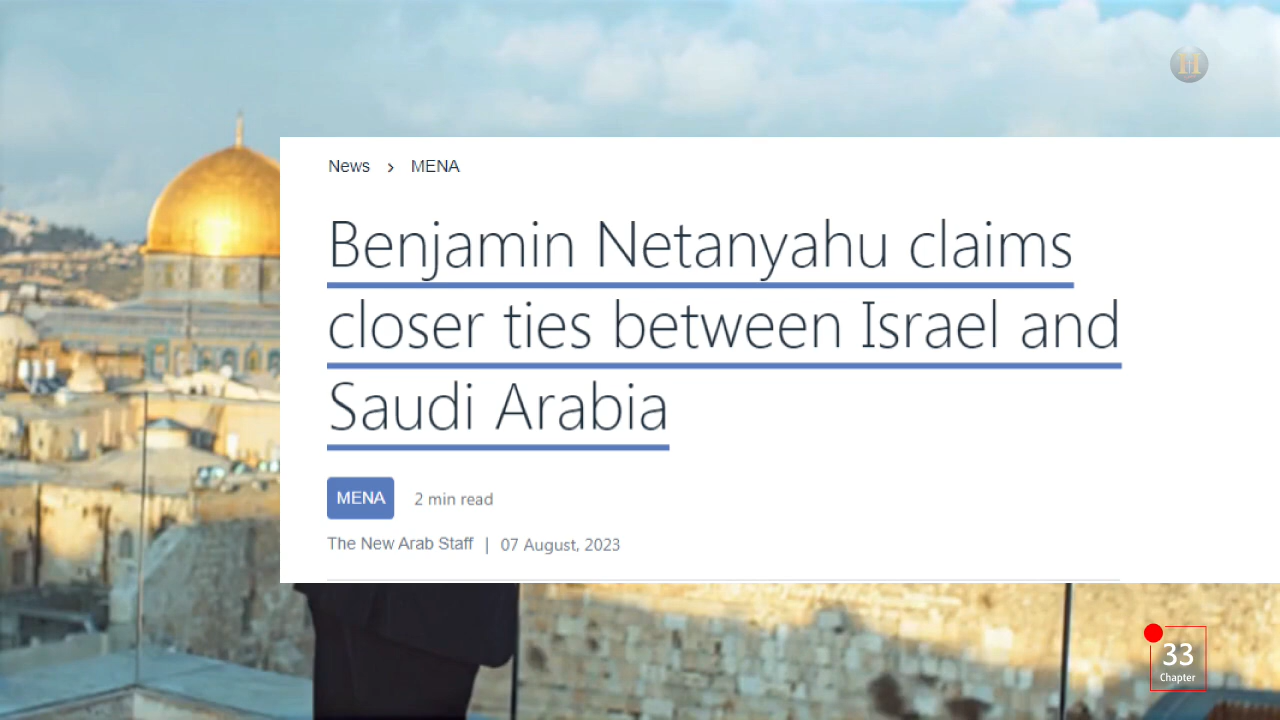 News › MENA
Benjamin Netanyahu claims
closer ties between Israel and
Saudi Arabia
MENA 2 min read
The New Arab Staff | 07 August, 2023
33
Chapter